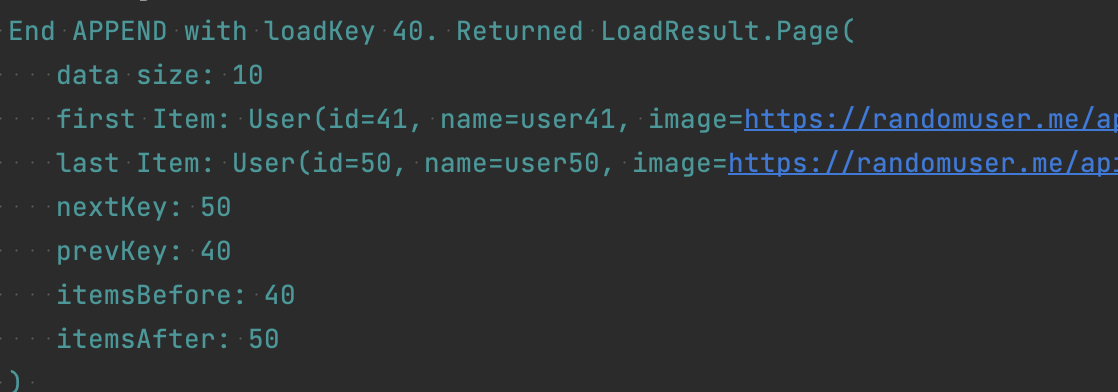 End APPEND with loadKey 40. Returned LoadResult.Page(
data size: 10
first Item: User(id=41, name=user41, image=https://randomuser.me/ap
last Item: User(id=50, name=user50, image=https://randomuser.me/api
nextKey: 50
prevKey: 40
itemsBefore: 40
itemsAfter: 50
)